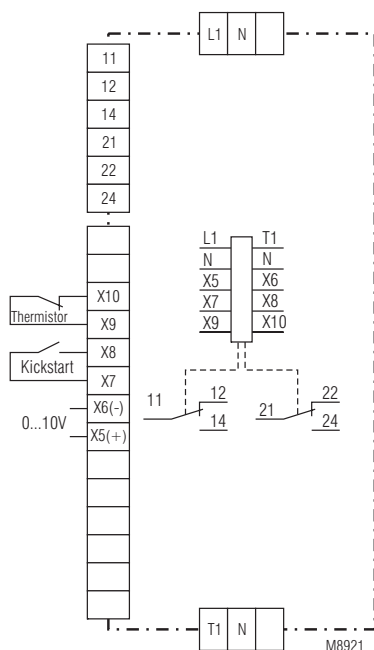 L1 N
11
12
14
21
22
24
X10
Thermistor
X9
X8
Kickstart
X7
X6(-)
0...10V
X5(+)
L1 T1
N N
X5 X6
X7 X8
X9 X10
11 12 14
21 22 24
T1 N
M8921